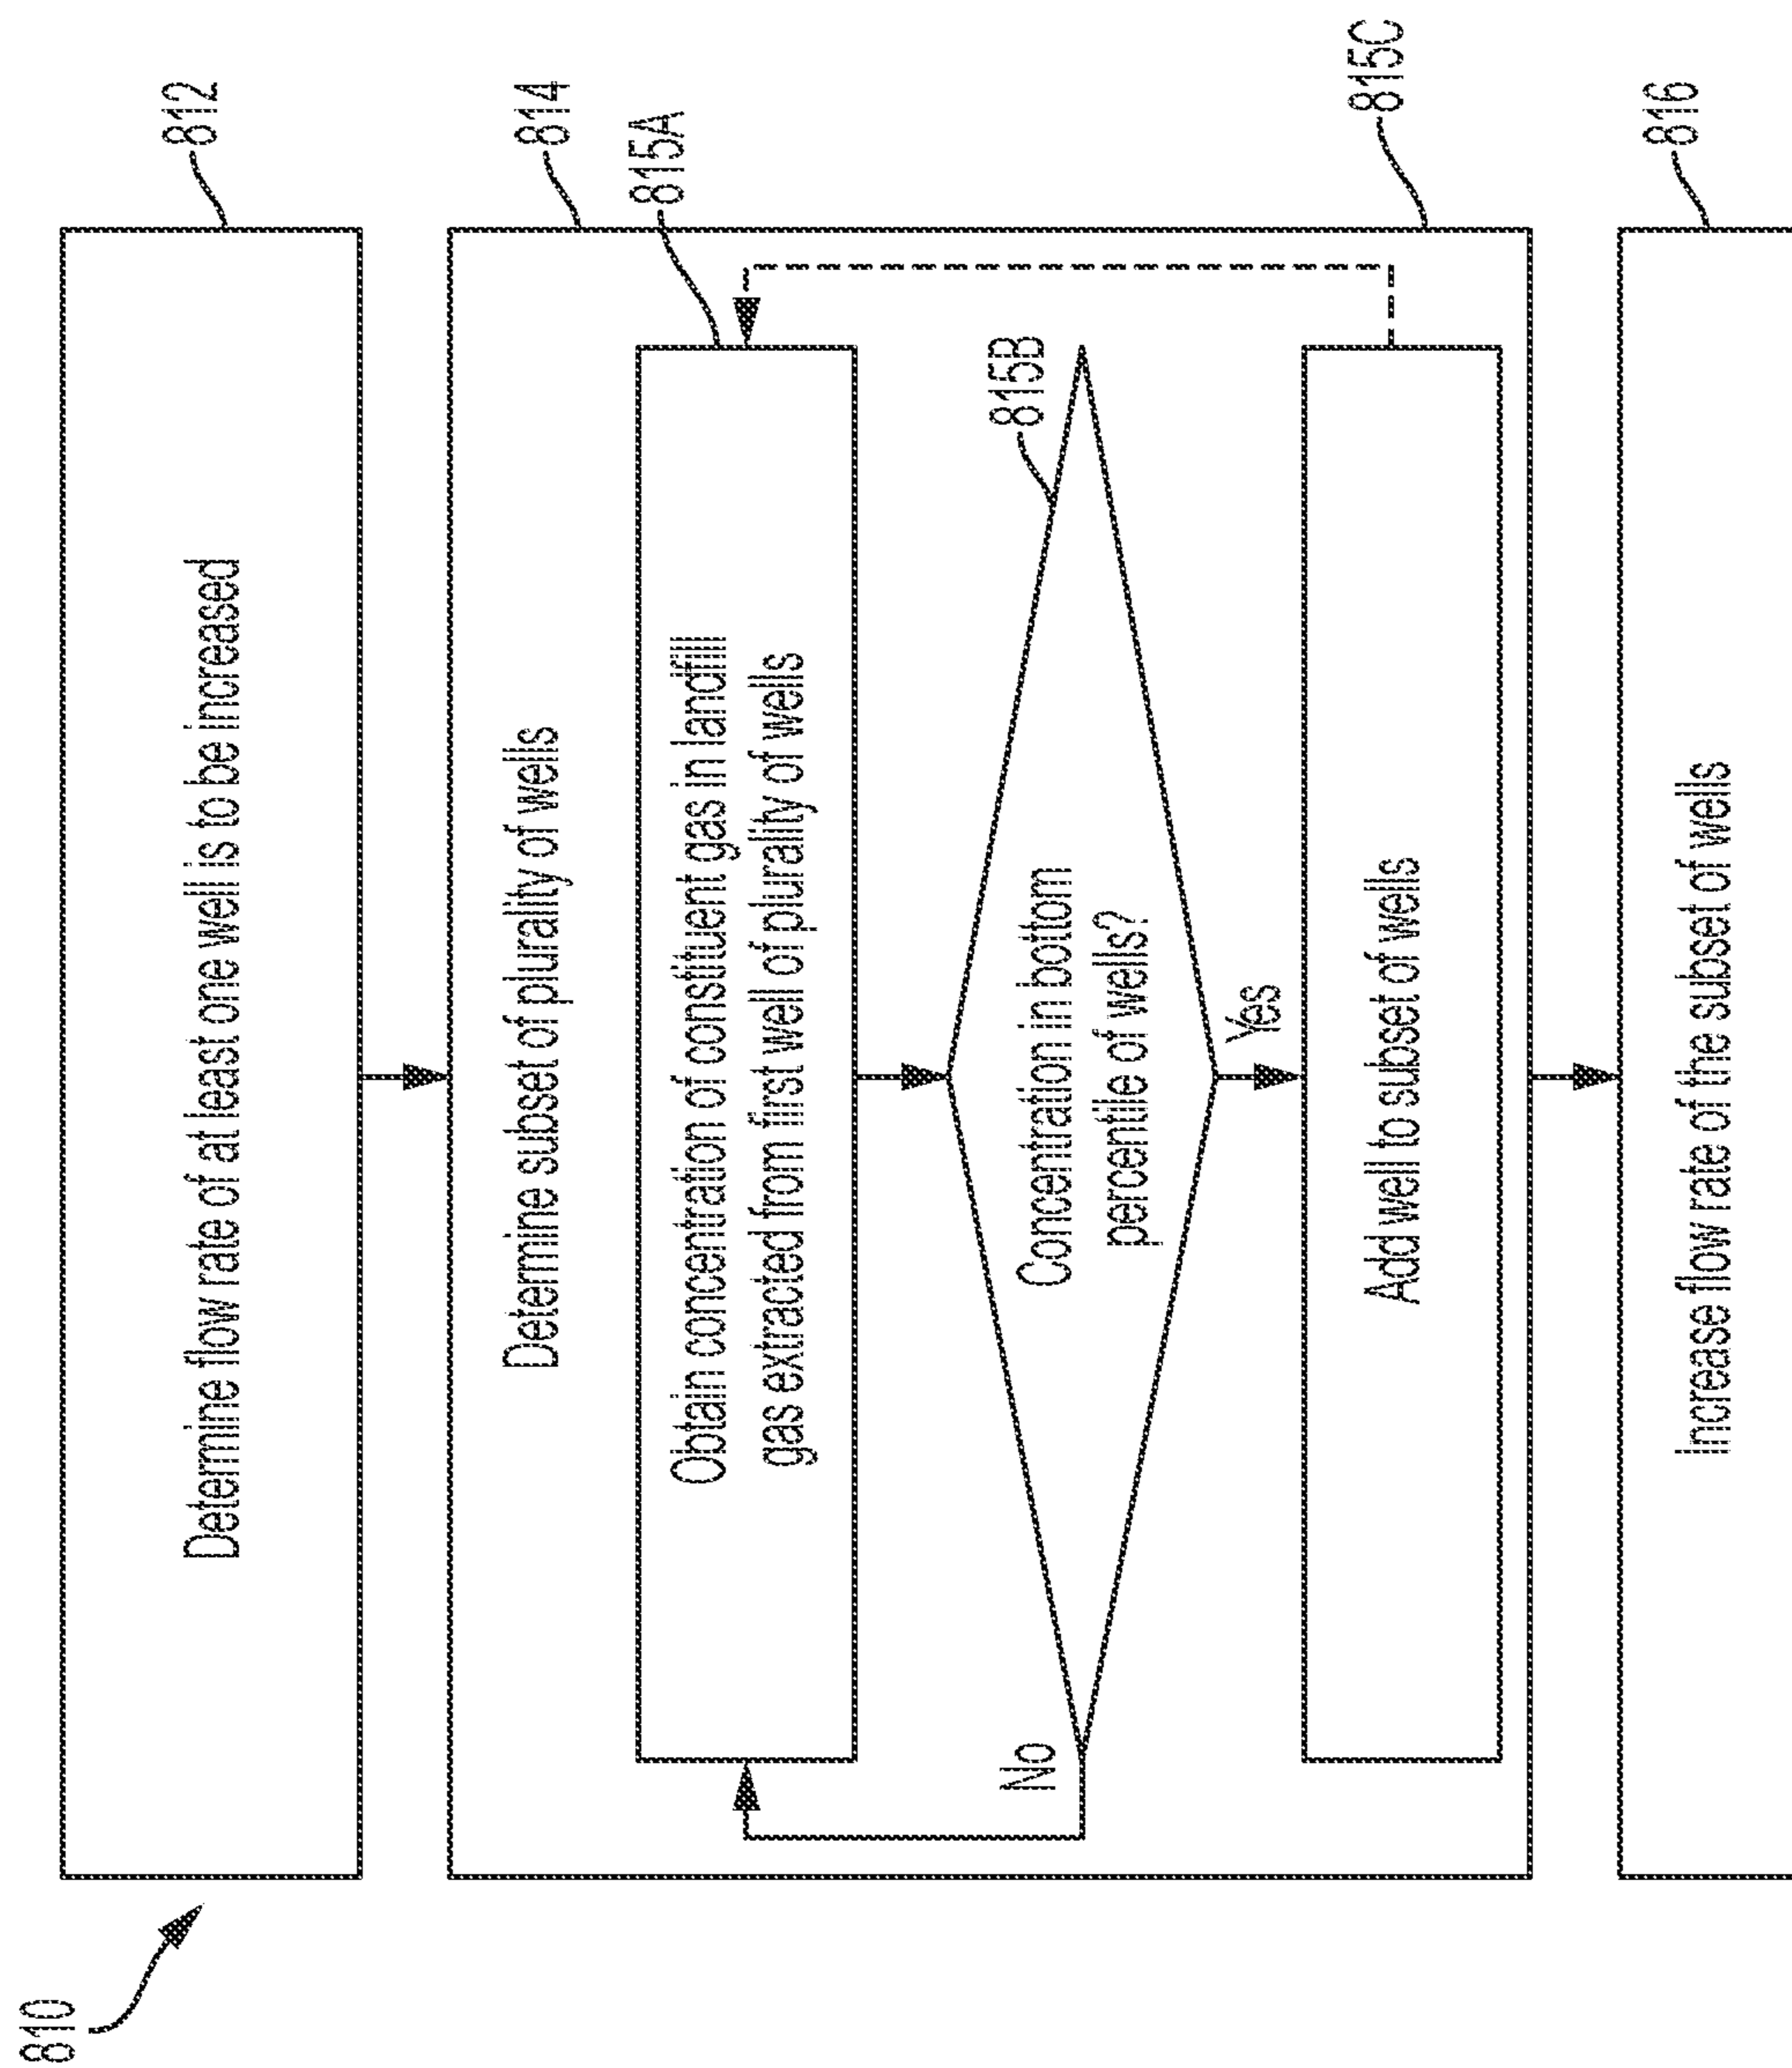 810
812
Determine flow rate of at least one well is to be increased
814
Determine subset of plurality of wells
815A
Obtain concentration of constituent gas in landfill
gas extracted from first well of plurality of wells
815B
Concentration in bottom
percentile of wells?
No
Yes
815C
Add well to subset of wells
816
Increase flow rate of the subset of wells